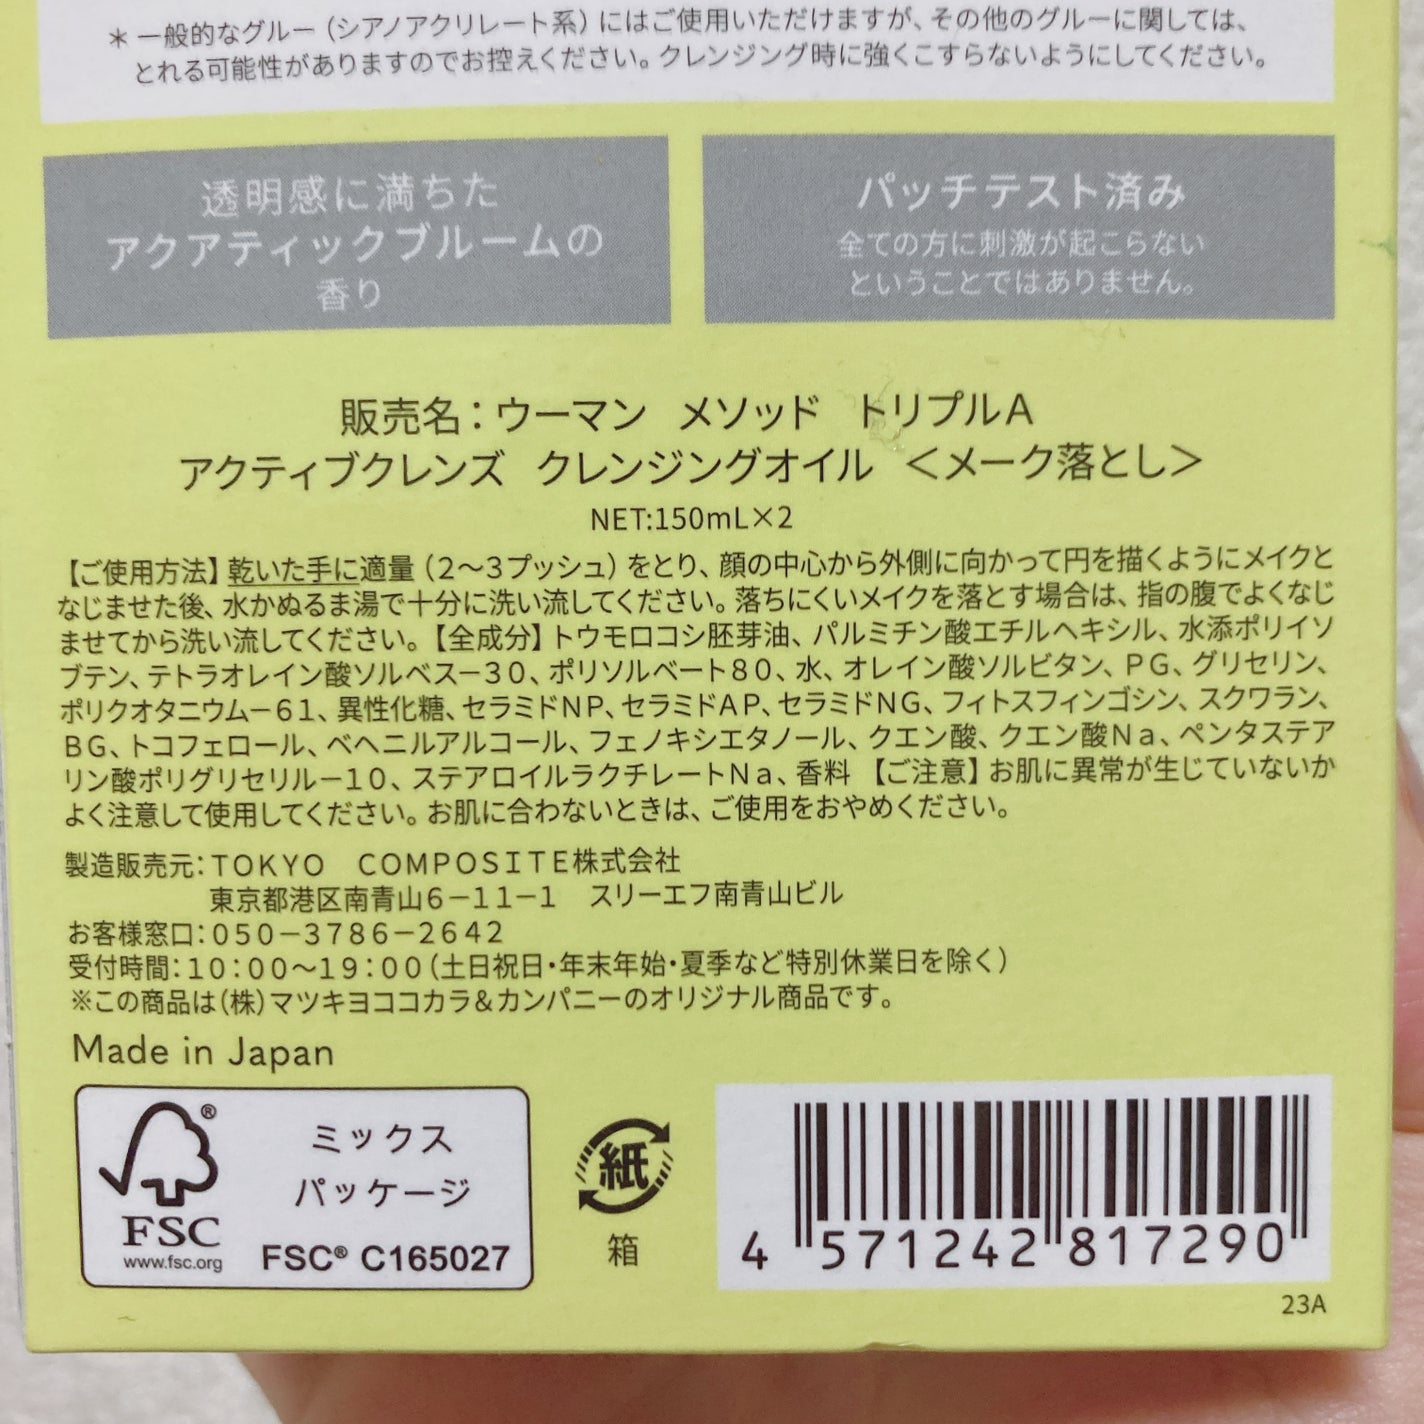 ＊一般的なグルー（シアノアクリレート系）にはご使用いただけますが、その他のグルーに関しては、
とれる可能性がありますのでお控えください。クレンジング時に強くこすらないようにしてください。
透明感に満ちた
アクアティックブルームの
香り
パッチテスト済み
全ての方に刺激が起こらない
ということではありません。
販売名：ウーマン メソッド トリプルA
アクティブクレンズ クレンジングオイル ＜メーク落とし＞
NET:150mL×2
【ご使用方法】乾いた手に適量（2〜3プッシュ）をとり、顔の中心から外側に向かって円を描くようにメイクと
なじませた後、水かぬるま湯で十分に洗い流してください。落ちにくいメイクを落とす場合は、指の腹でよくなじ
ませてから洗い流してください。【全成分】トウモロコシ胚芽油、パルミチン酸エチルヘキシル、水添ポリイソ
ブテン、テトラオレイン酸ソルベス－30、ポリソルベート80、水、オレイン酸ソルビタン、PG、グリセリン、
ポリクオタニウム－61、異性化糖、セラミドNP、セラミドAP、セラミドNG、フィトスフィンゴシン、スクワラン、
BG、トコフェロール、ベヘニルアルコール、フェノキシエタノール、クエン酸、クエン酸Na、ペンタステア
リン酸ポリグリセリル－10、ステアロイルラクチレートNa、香料 【ご注意】お肌に異常が生じていないか
よく注意して使用してください。お肌に合わないときは、ご使用をおやめください。
製造販売元：TOKYO COMPOSITE株式会社
東京都港区南青山6－11－1 スリーエフ南青山ビル
お客様窓口：050－3786－2642
受付時間：10：00〜19：00（土日祝日・年末年始・夏季など特別休業日を除く）
※この商品は（株）マツキヨココカラ＆カンパニーのオリジナル商品です。
Made in Japan
®
ミックス
パッケージ
FSC
www.fsc.org
FSC® C165027
紙
箱
4 571242 817290
23A